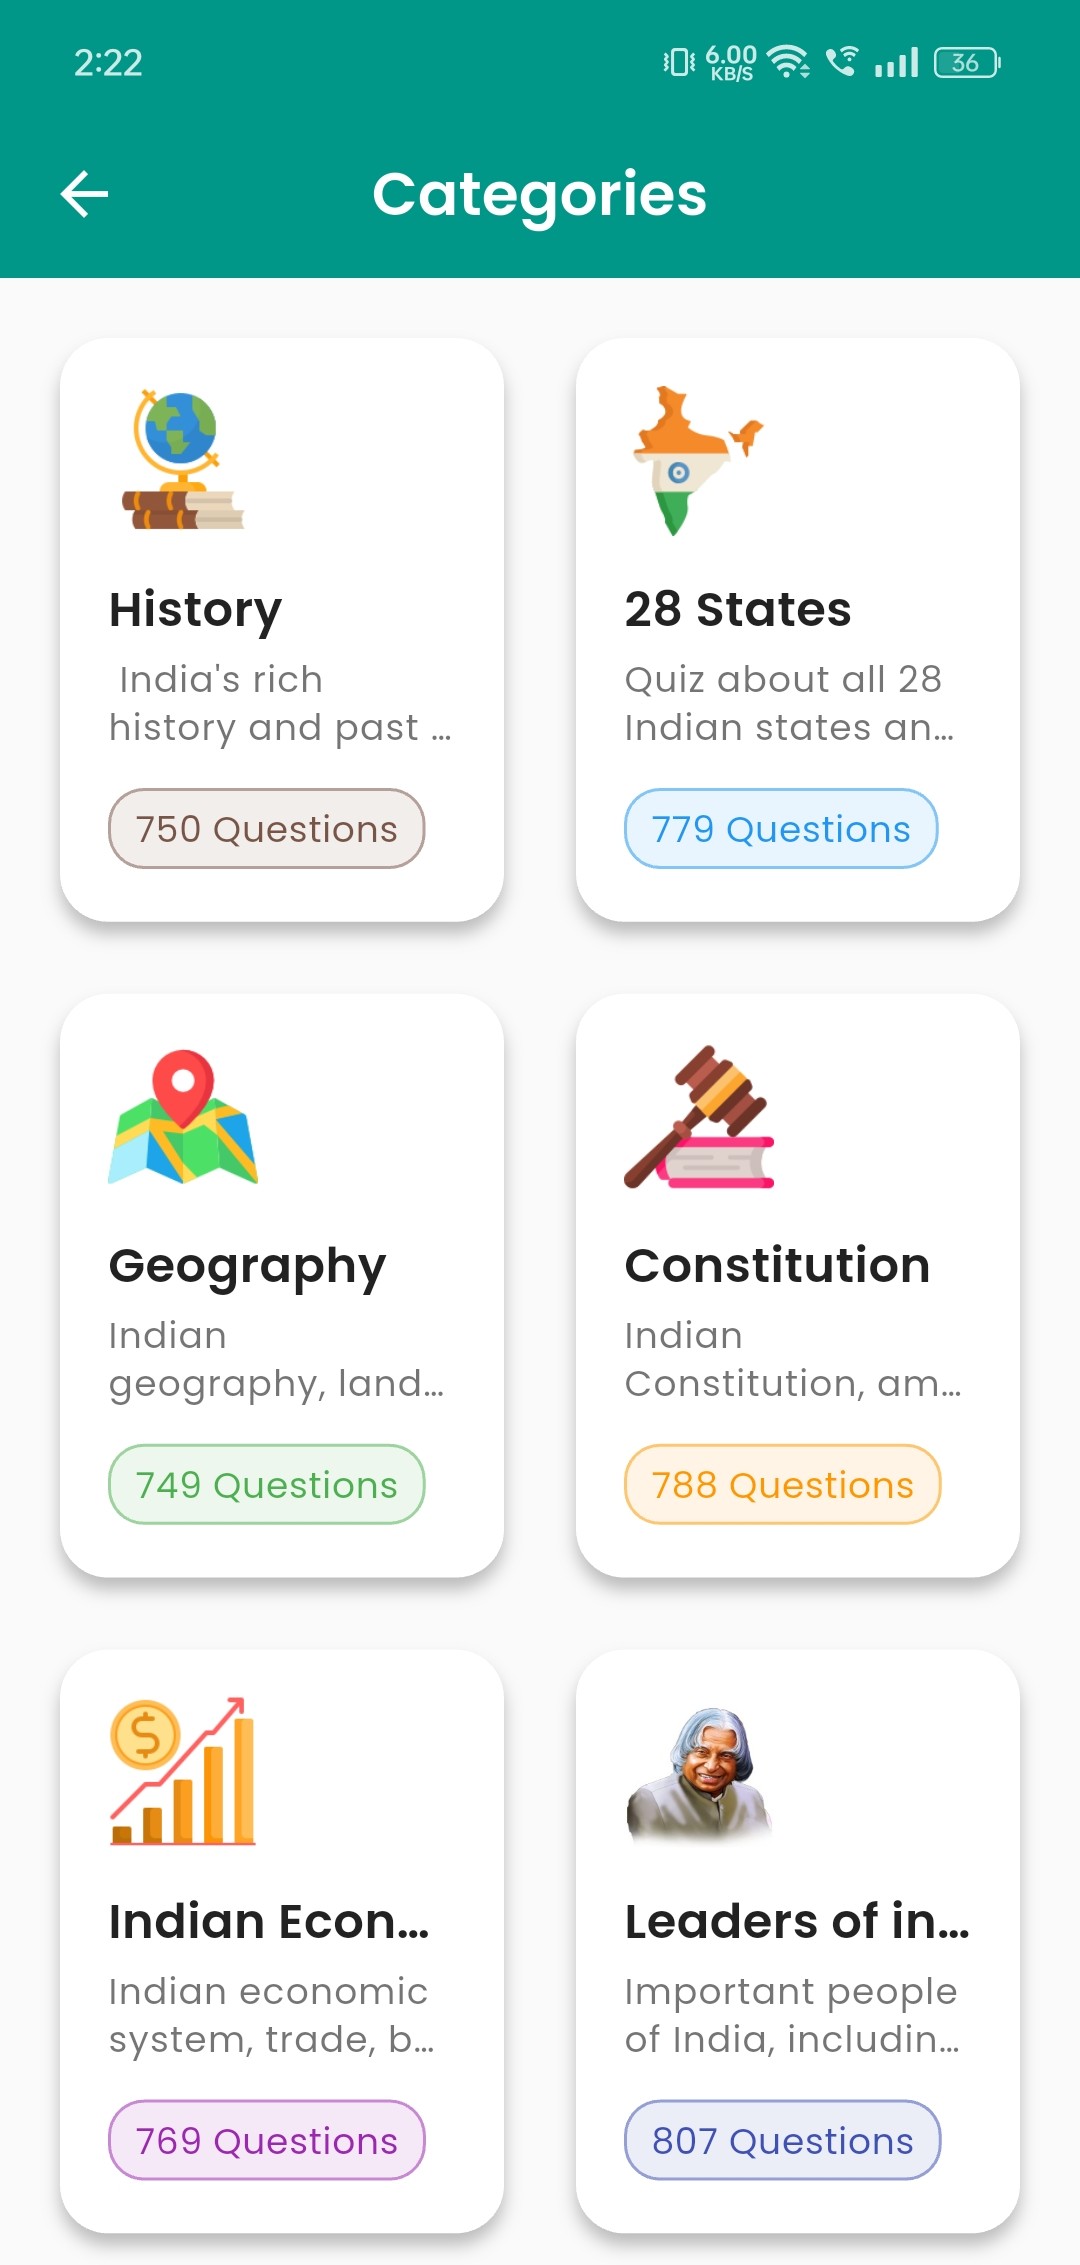 2:22
6.00
KB/S
36
Categories
History
India's rich
history and past ...
750 Questions
28 States
Quiz about all 28
Indian states an...
779 Questions
Geography
Indian
geography, land...
749 Questions
Constitution
Indian
Constitution, am...
788 Questions
Indian Econ...
Indian economic
system, trade, b...
769 Questions
Leaders of in...
Important people
of India, includin...
807 Questions